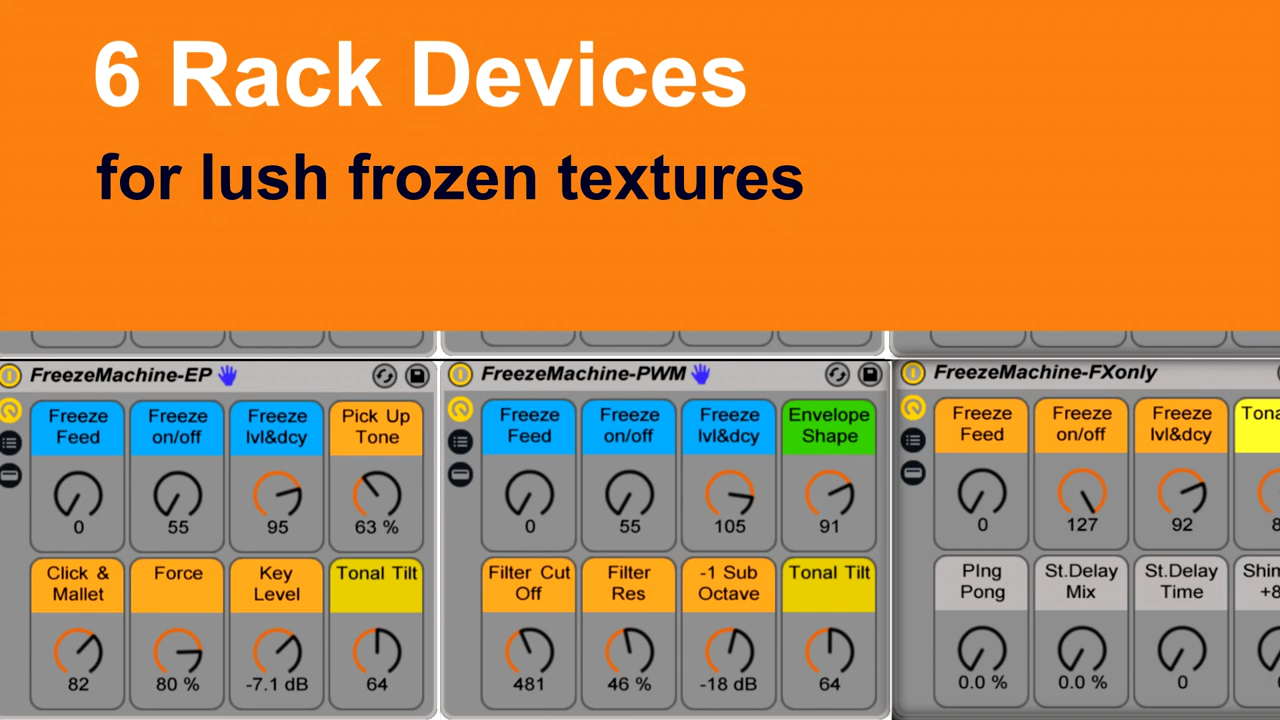 6 Rack Devices
for lush frozen textures
FreezeMachine-EP
Freeze Feed
Freeze on/off
Freeze lvl&dcy
Pick Up Tone
0
55
95
63 %
Click & Mallet
Force
Key Level
Tonal Tilt
82
80 %
-7.1 dB
64
FreezeMachine-PWM
Freeze Feed
Freeze on/off
Freeze lvl&dcy
Envelope Shape
0
55
105
91
Filter Cut Off
Filter Res
-1 Sub Octave
Tonal Tilt
481
46 %
-18 dB
64
FreezeMachine-FXonly
Freeze Feed
Freeze on/off
Freeze lvl&dcy
Tona
0
127
92
8
PIng Pong
St.Delay Mix
St.Delay Time
Shin +8
0.0 %
0.0 %
0